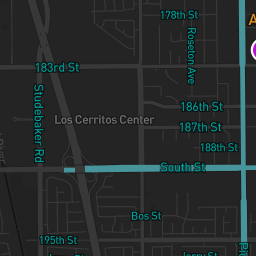 178th St
Roseton Ave
183rd St
Studebaker Rd
186th St
Los Cerritos Center
187th St
188th St
South St
Bos St
195th St